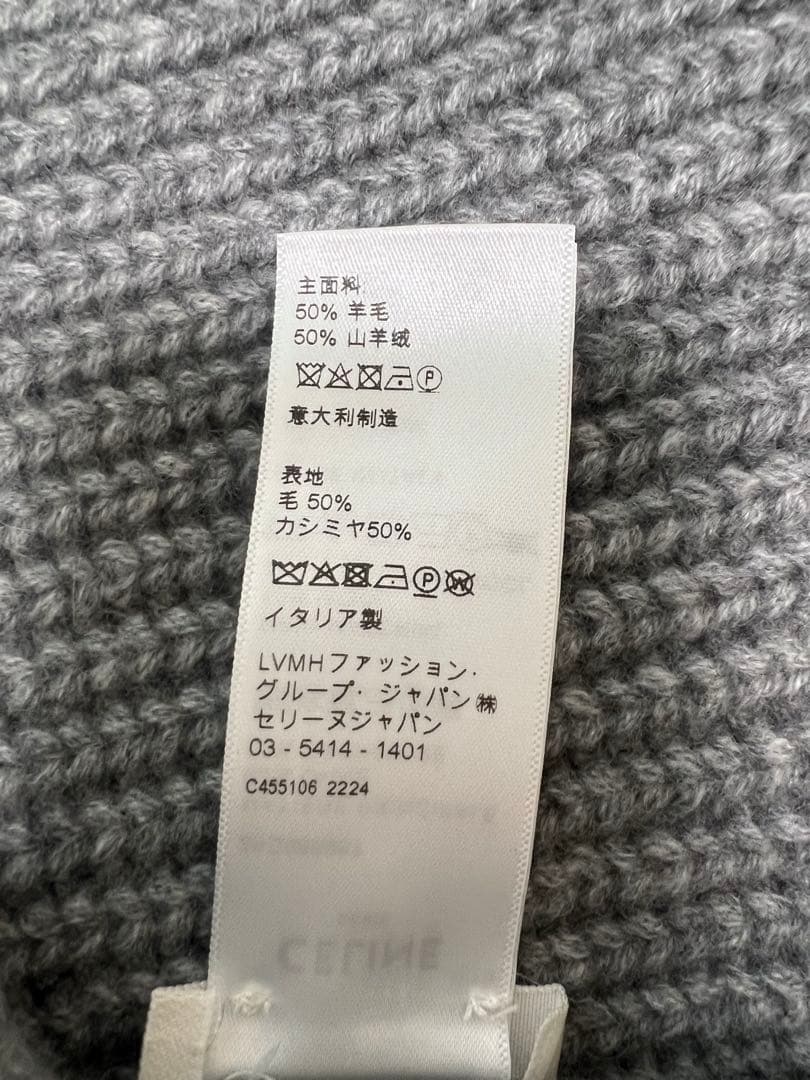 主面料:
50% 羊毛
50% 山羊绒
意大利制造
表地
毛 50%
カシミヤ50%
イタリア製
LVMHファッション・
グループ・ジャパン㈱
セリーヌジャパン
03 - 5414 - 1401
C455106 2224
CELINE